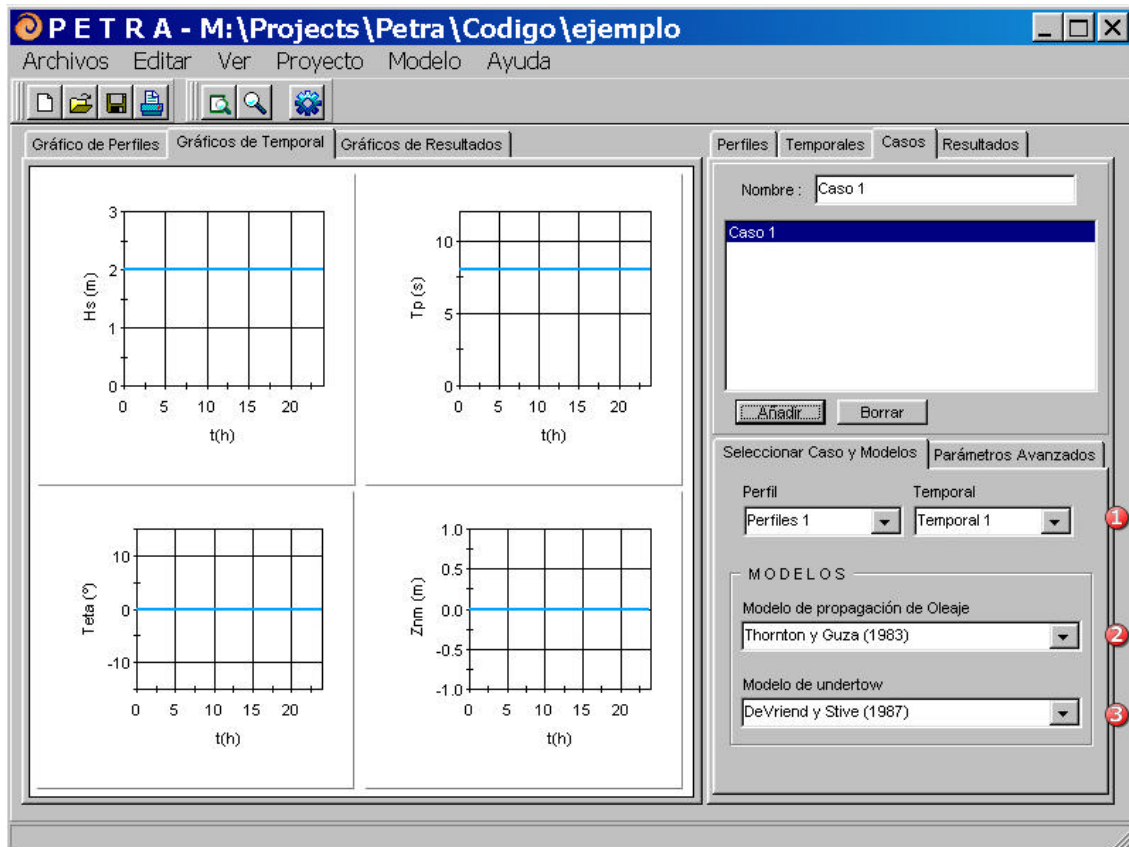 P E T R A - M:\Projects\Petra\Codigo\ejemplo
Archivos Editar Ver Proyecto Modelo Ayuda
Gráfico de Perfiles Gráficos de Temporal Gráficos de Resultados
3
2
1
0
Hs (m)
0 5 10 15 20
t(h)
10
5
0
Tp (s)
0 5 10 15 20
t(h)
10
0
-10
Teta (º)
0 5 10 15 20
t(h)
1.0
0.5
0.0
-0.5
-1.0
Znm (m)
0 5 10 15 20
t(h)
Perfiles Temporales Casos Resultados
Nombre : Caso 1
Caso 1
Añadir Borrar
Seleccionar Caso y Modelos Parámetros Avanzados
Perfil Temporal
Perfiles 1 Temporal 1 1
M O D E L O S
Modelo de propagación de Oleaje
Thornton y Guza (1983) 2
Modelo de undertow
DeVriend y Stive (1987) 3